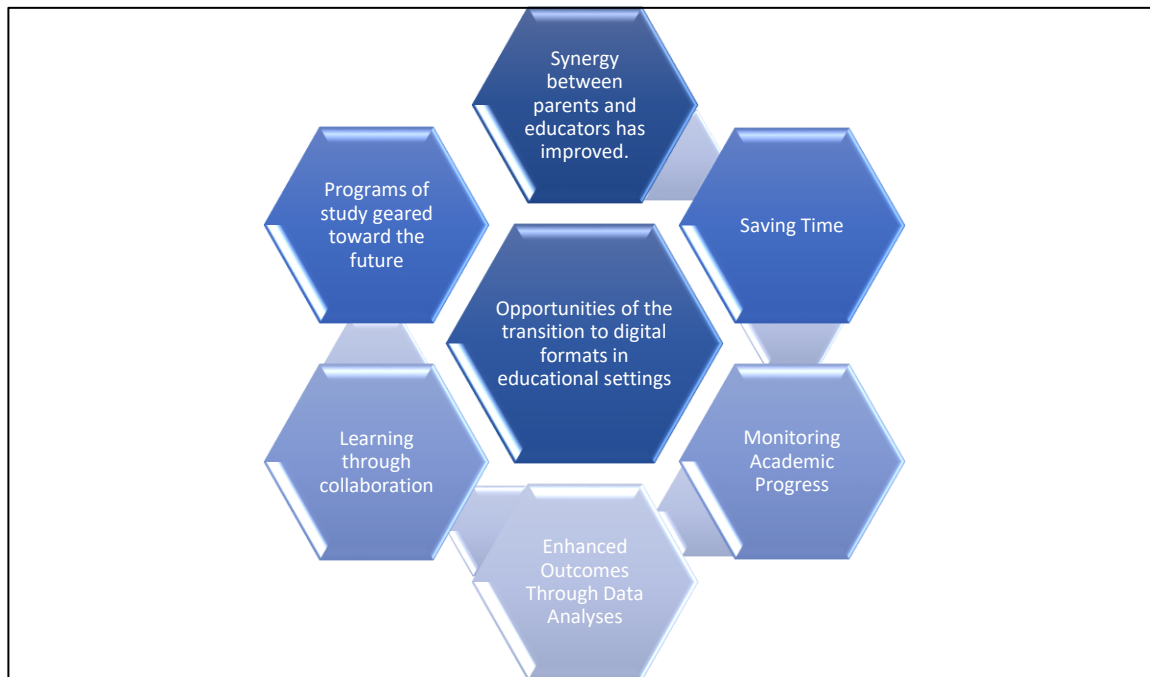 Synergy
between
parents and
educators has
improved.
Programs of
study geared
toward the
future
Saving Time
Opportunities of the
transition to digital
formats in
educational settings
Learning
through
collaboration
Monitoring
Academic
Progress
Enhanced
Outcomes
Through Data
Analyses